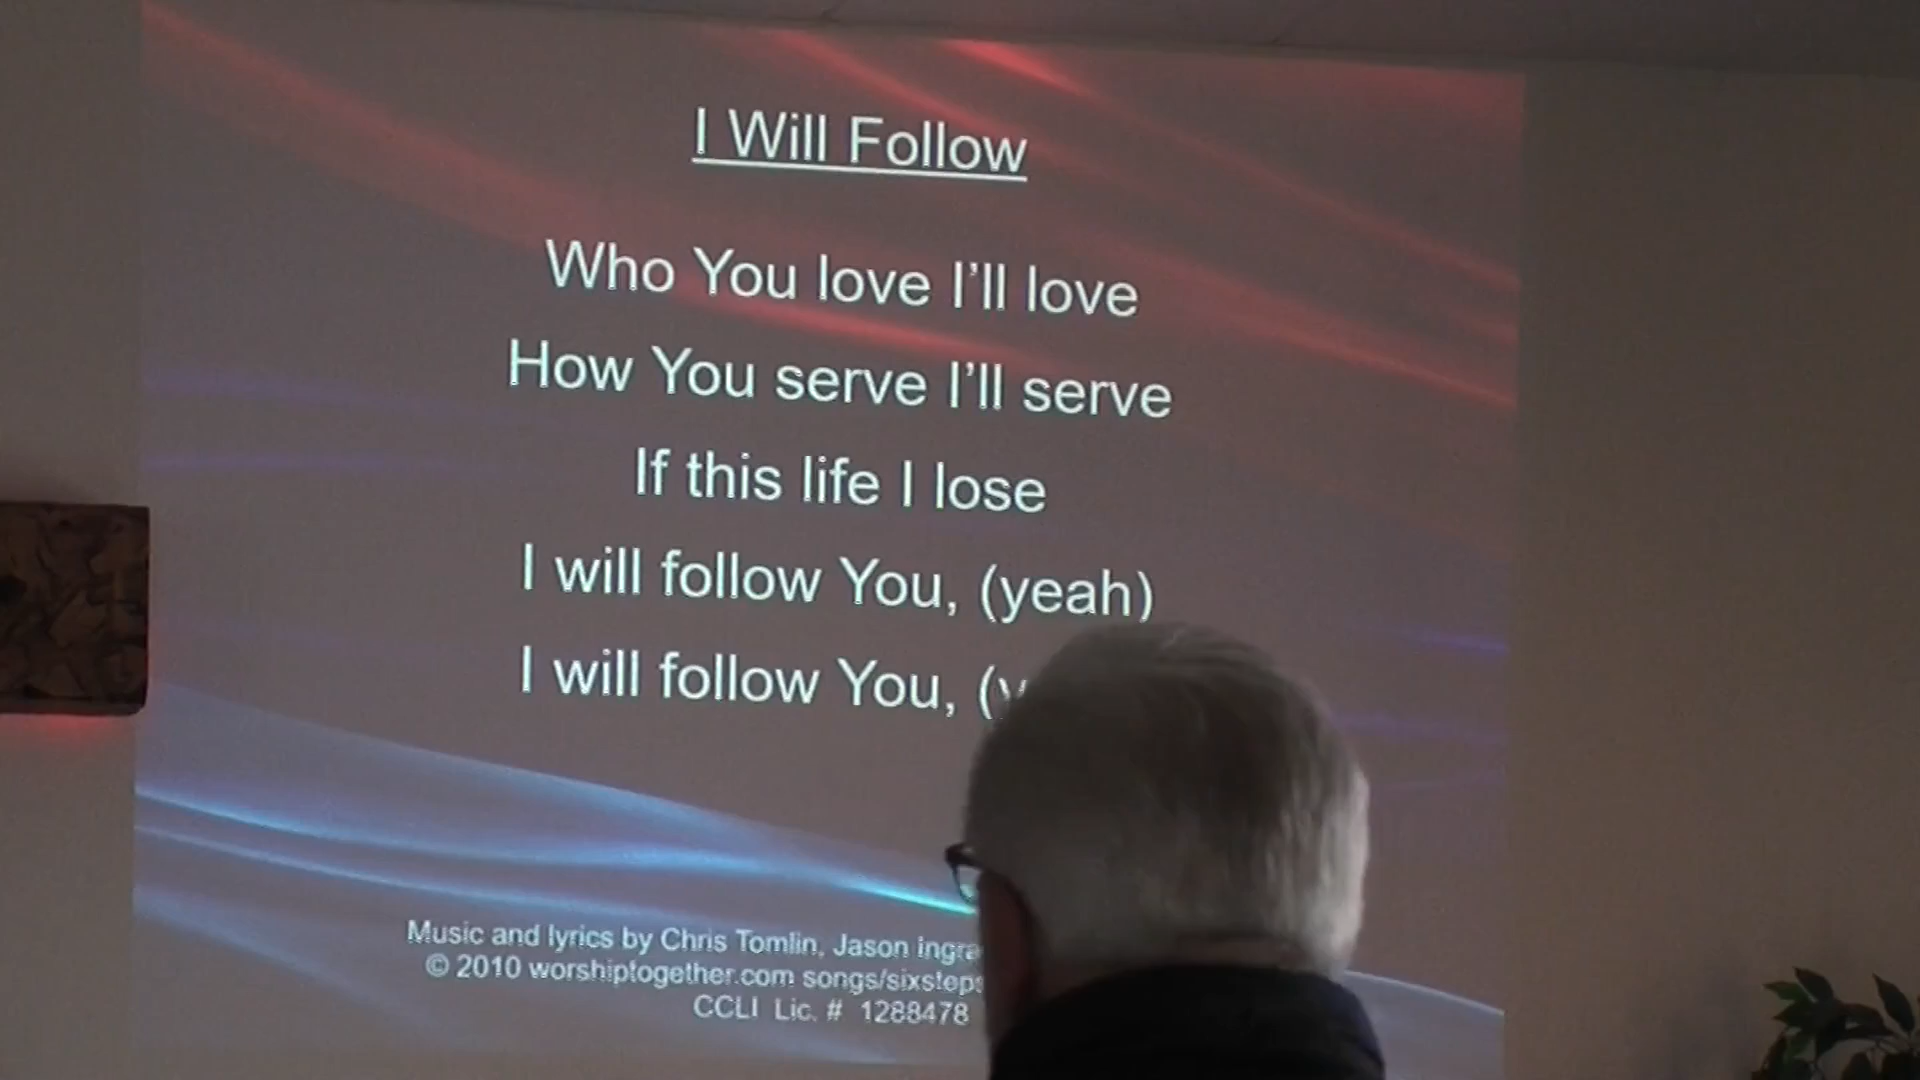 I Will Follow
Who You love I’ll love
How You serve I’ll serve
If this life I lose
I will follow You, (yeah)
I will follow You,
Music and lyrics by Chris Tomlin, Jason
© 2010 worshiptogether.com songs/sixsteps
CCLI Lic. # 1288478